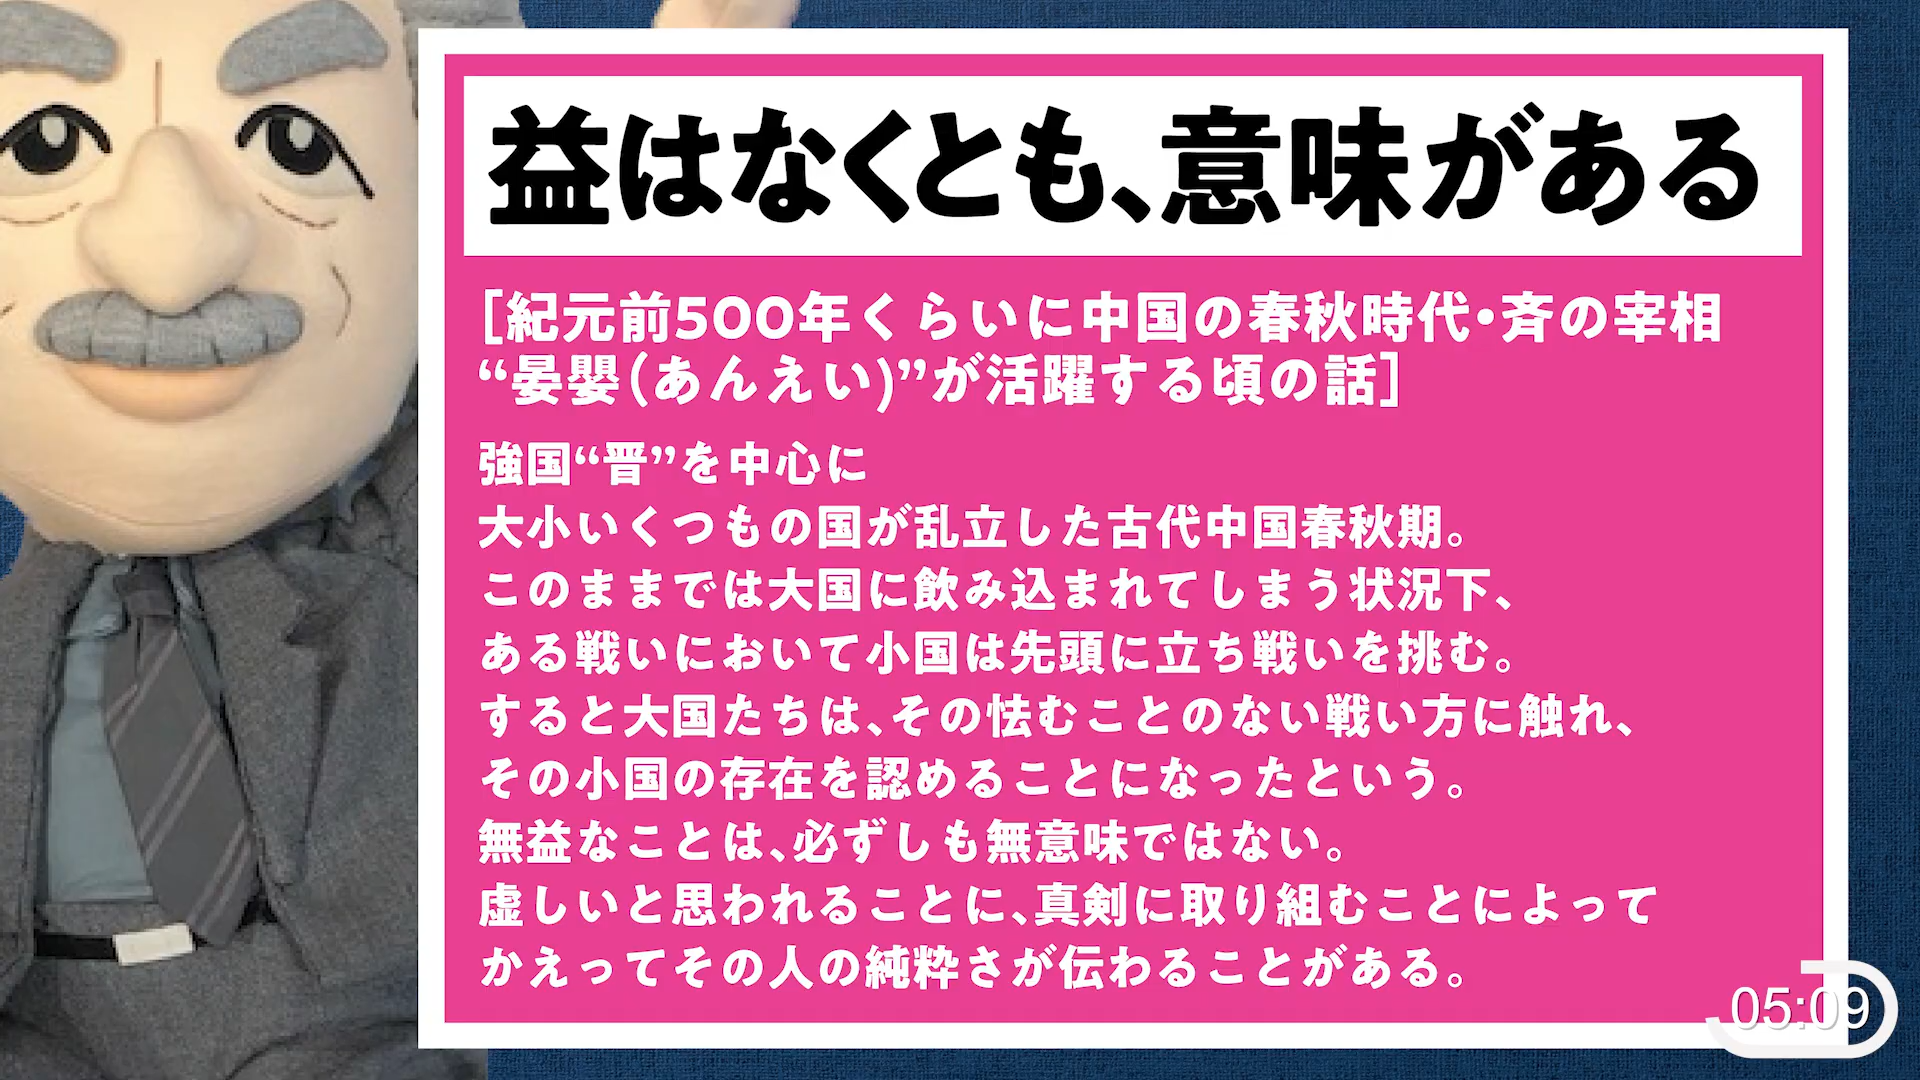 益はなくとも、意味がある
[紀元前500年くらいに中国の春秋時代・斉の宰相
“晏嬰(あんえい)”が活躍する頃の話]
強国“晋”を中心に
大小いくつもの国が乱立した古代中国春秋期。
このままでは大国に飲み込まれてしまう状況下、
ある戦いにおいて小国は先頭に立ち戦いを挑む。
すると大国たちは、その怯むことのない戦い方に触れ、
その小国の存在を認めることになったという。
無益なことは、必ずしも無意味ではない。
虚しいと思われることに、真剣に取り組むことによって
かえってその人の純粋さが伝わることがある。
05:09